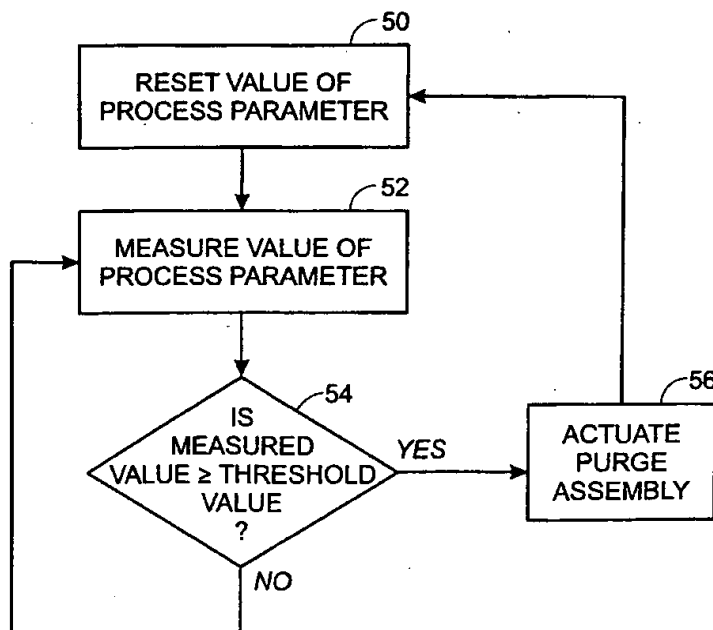 50
RESET VALUE OF
PROCESS PARAMETER
52
MEASURE VALUE OF
PROCESS PARAMETER
54
IS
MEASURED
VALUE ≥ THRESHOLD
VALUE
?
YES
56
ACTUATE
PURGE
ASSEMBLY
NO